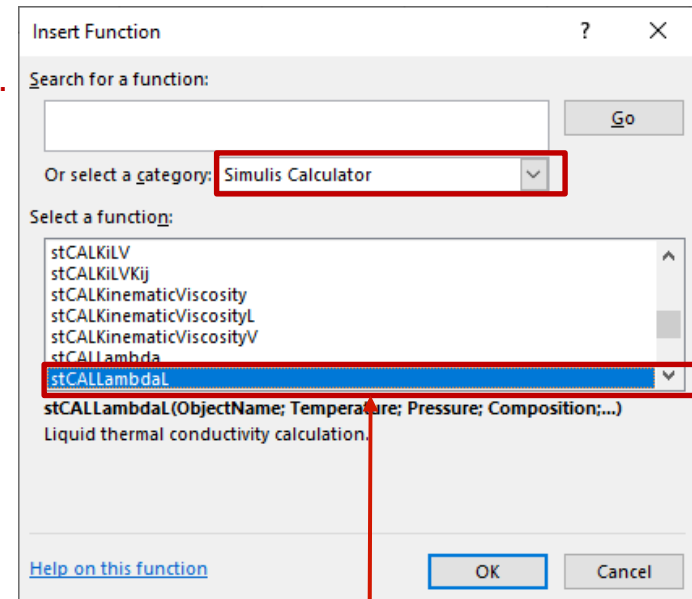 Insert Function
?
Search for a function:
.
Go
Or select a category: Simulis Calculator
Select a function:
stCALKiLV
stCALKiLVKij
stCALKinematicViscosity
stCALKinematicViscosityL
stCALKinematicViscosityV
stCALLambda
stCALLambdaL
stCALLambdaL(ObjectName; Temperature; Pressure; Composition;...)
Liquid thermal conductivity calculation.
Help on this function
OK
Cancel